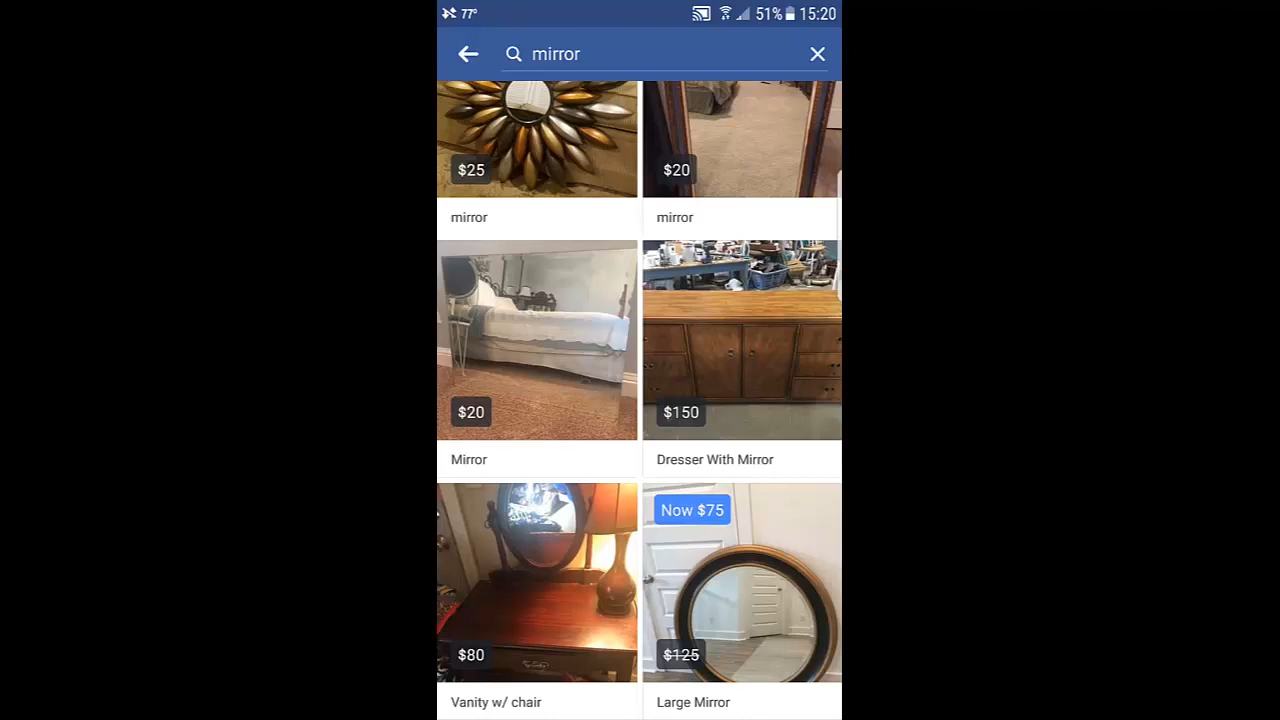 77° 51% 15:20
mirror
$25 $20
mirror mirror
$20 $150
Mirror Dresser With Mirror
Now $75
$80 $125
Vanity w/ chair Large Mirror